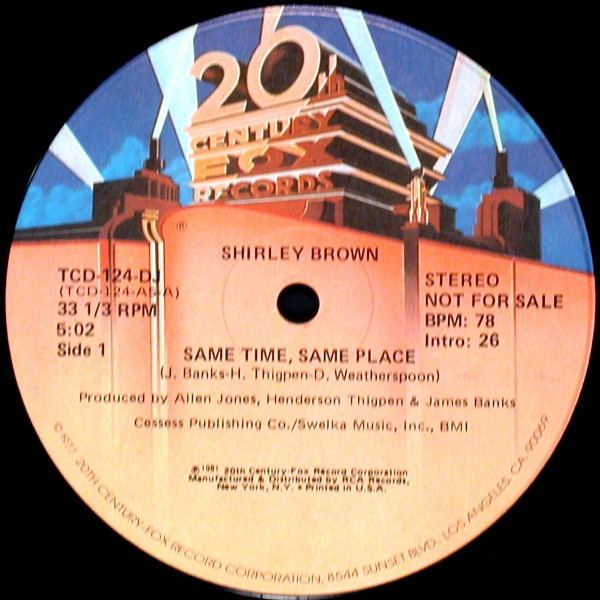 20th
CENTURY
FOX
RECORDS
®
SHIRLEY BROWN
TCD-124-DJ
(TCD-124-AS-A)
33 1/3 RPM
5:02
Side 1
STEREO
NOT FOR SALE
BPM: 78
Intro: 26
SAME TIME, SAME PLACE
(J. Banks-H. Thigpen-D. Weatherspoon)
Produced by Allen Jones, Henderson Thigpen & James Banks
Cessess Publishing Co./Swelka Music, Inc., BMI
℗ 1981 20th Century-Fox Record Corporation
Manufactured & Distributed by RCA Records,
New York, N.Y. • Printed in U.S.A.
© 1977 20TH CENTURY-FOX RECORD CORPORATION, 8544 SUNSET BLVD., LOS ANGELES, CA. 90069